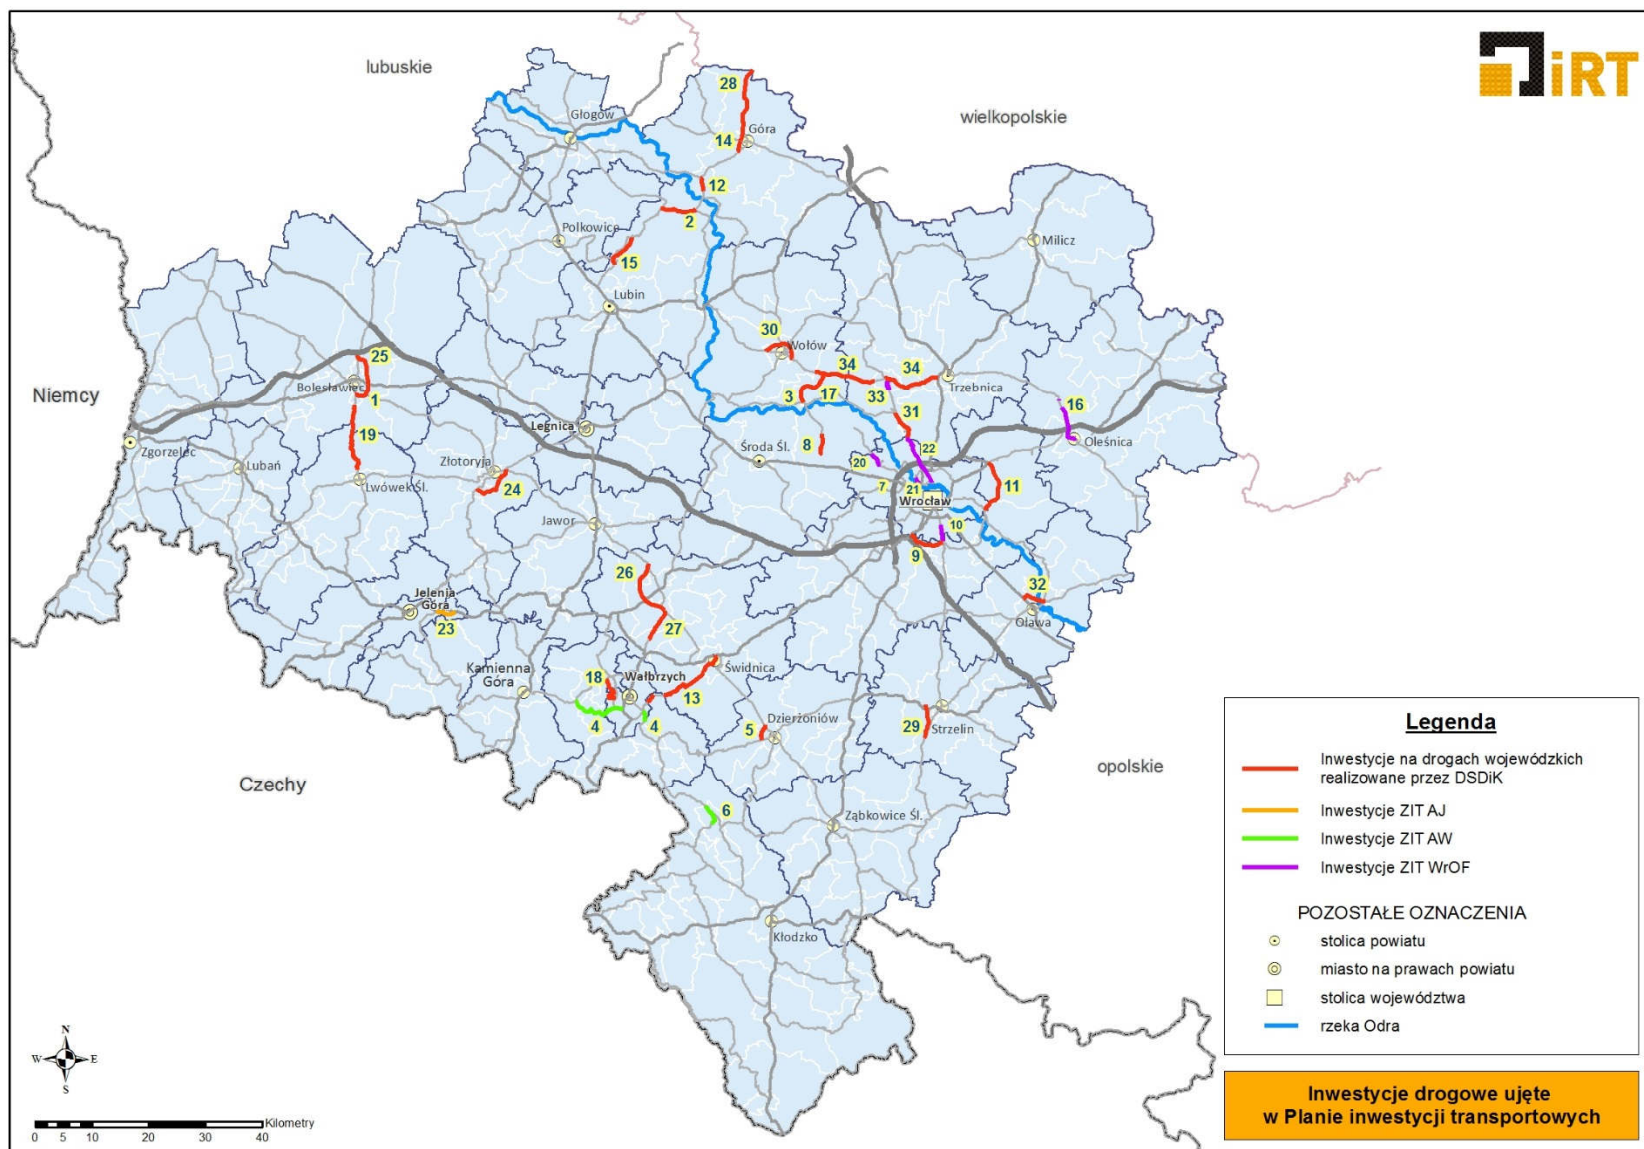 iRT
lubuskie
wielkopolskie
28
Głogów
14
Góra
12
2
Polkowice
15
Milicz
Lubin
30
Wołów
25
34
34
Niemcy
Bolesławiec
1
3
17
33
Trzebnica
16
31
19
Legnica
Oleśnica
Zgorzelec
8
22
Lubań
Złotoryja
Środa Śl.
20
Lwówek Śl.
24
7
21
11
Wrocław
Jawor
10
9
26
32
Jelenia
Góra
23
27
Oława
Kamienna
Góra
18
Wałbrzych
Świdnica
13
4
4
5
Dzierżoniów
29
Strzelin
opolskie
Czechy
6
Ząbkowice Śl.
Kłodzko
Legenda
Inwestycje na drogach wojewódzkich
realizowane przez DSDiK
Inwestycje ZIT AJ
Inwestycje ZIT AW
Inwestycje ZIT WrOF
POZOSTAŁE OZNACZENIA
stolica powiatu
miasto na prawach powiatu
stolica województwa
rzeka Odra
N
W E
S
Kilometry
0 5 10 20 30 40
Inwestycje drogowe ujęte
w Planie inwestycji transportowych